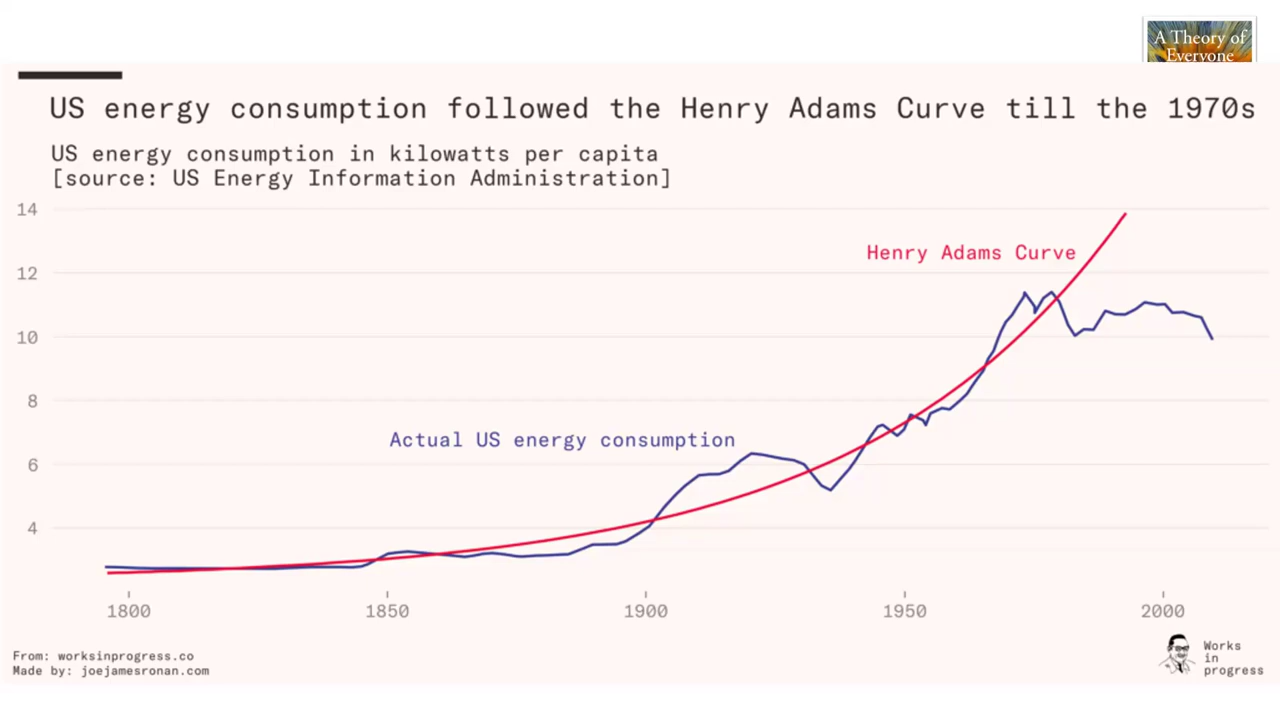 A Theory of
Everyone
US energy consumption followed the Henry Adams Curve till the 1970s
US energy consumption in kilowatts per capita
[source: US Energy Information Administration]
14
Henry Adams Curve
12
10
8
Actual US energy consumption
6
4
1800 1850 1900 1950 2000
From: worksinprogress.co
Made by: joejamesronan.com
Works
in
progress